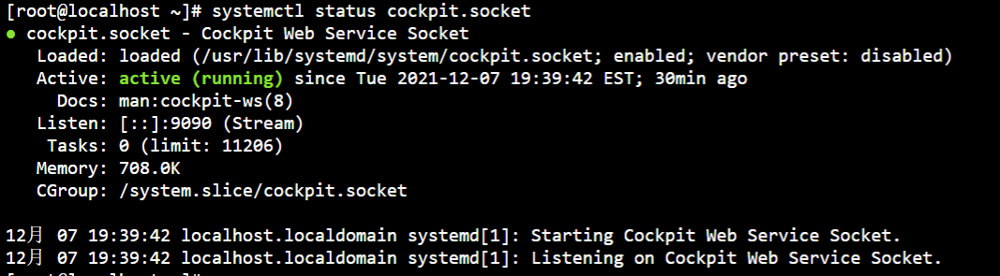 [root@localhost ~]# systemctl status cockpit.socket
● cockpit.socket - Cockpit Web Service Socket
Loaded: loaded (/usr/lib/systemd/system/cockpit.socket; enabled; vendor preset: disabled)
Active: active (running) since Tue 2021-12-07 19:39:42 EST; 30min ago
Docs: man:cockpit-ws(8)
Listen: [::]:9090 (Stream)
Tasks: 0 (limit: 11206)
Memory: 708.0K
CGroup: /system.slice/cockpit.socket
12月 07 19:39:42 localhost.localdomain systemd[1]: Starting Cockpit Web Service Socket.
12月 07 19:39:42 localhost.localdomain systemd[1]: Listening on Cockpit Web Service Socket.